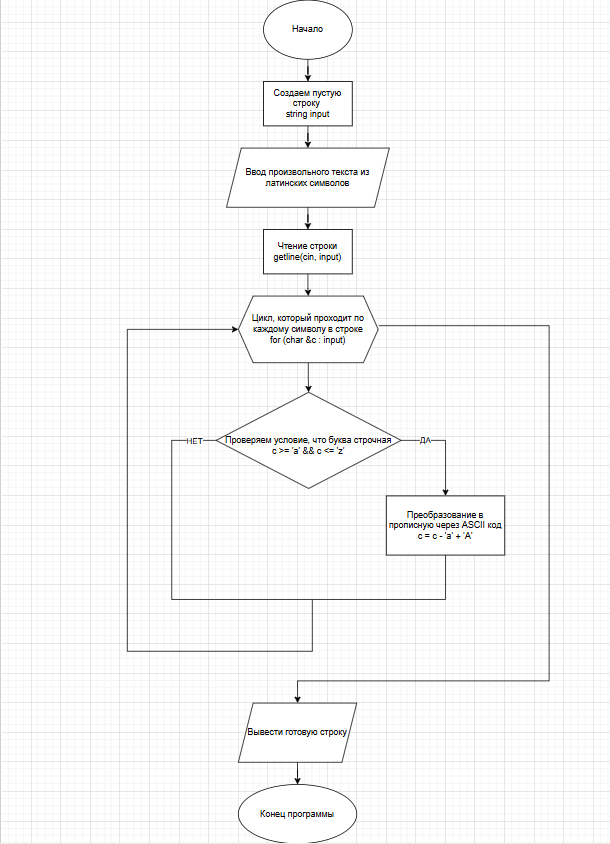 Начало
Создаем пустую
строку
string input
Ввод произвольного текста из
латинских символов
Чтение строки
getline(cin, input)
Цикл, который проходит по
каждому символу в строке
for (char &c : input)
Проверяем условие, что буква строчная
c >= 'a' && c <= 'z'
НЕТ
ДА
Преобразование в
прописную через ASCII код
c = c - 'a' + 'A'
Вывести готовую строку
Конец программы